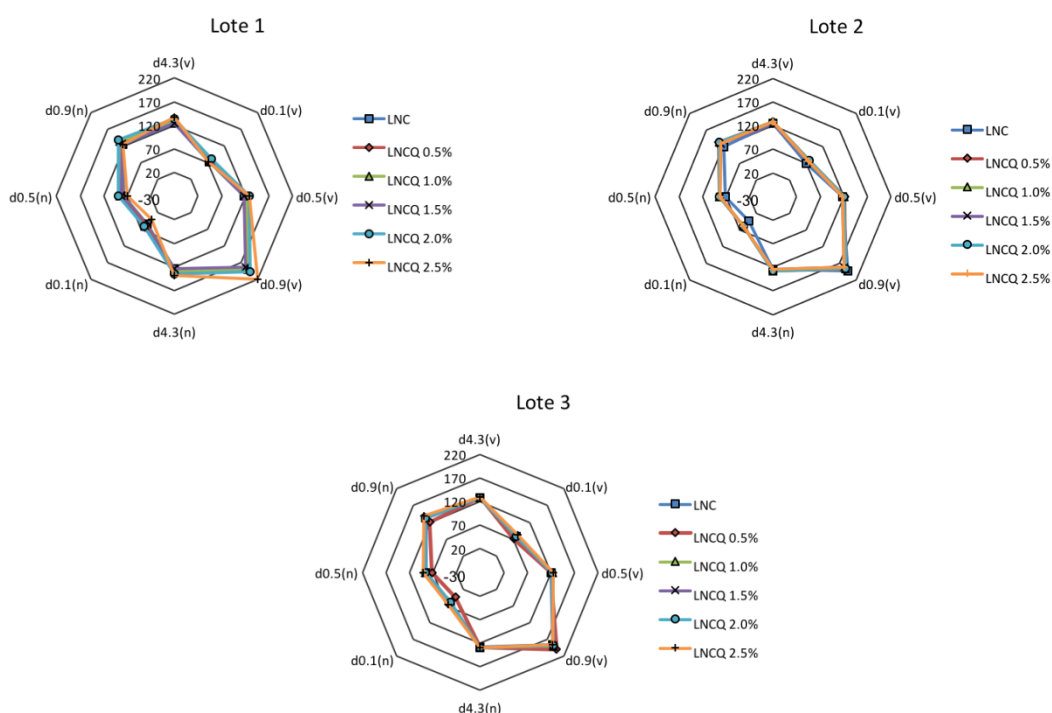 Lote 1
d4.3(v)
220
170
120
70
20
-30
d0.1(v)
d0.5(v)
d0.9(v)
d4.3(n)
d0.1(n)
d0.5(n)
d0.9(n)
LNC
LNCQ 0.5%
LNCQ 1.0%
LNCQ 1.5%
LNCQ 2.0%
LNCQ 2.5%
Lote 2
d4.3(v)
220
170
120
70
20
-30
d0.1(v)
d0.5(v)
d0.9(v)
d4.3(n)
d0.1(n)
d0.5(n)
d0.9(n)
LNC
LNCQ 0.5%
LNCQ 1.0%
LNCQ 1.5%
LNCQ 2.0%
LNCQ 2.5%
Lote 3
d4.3(v)
220
170
120
70
20
-30
d0.1(v)
d0.5(v)
d0.9(v)
d4.3(n)
d0.1(n)
d0.5(n)
d0.9(n)
LNC
LNCQ 0.5%
LNCQ 1.0%
LNCQ 1.5%
LNCQ 2.0%
LNCQ 2.5%